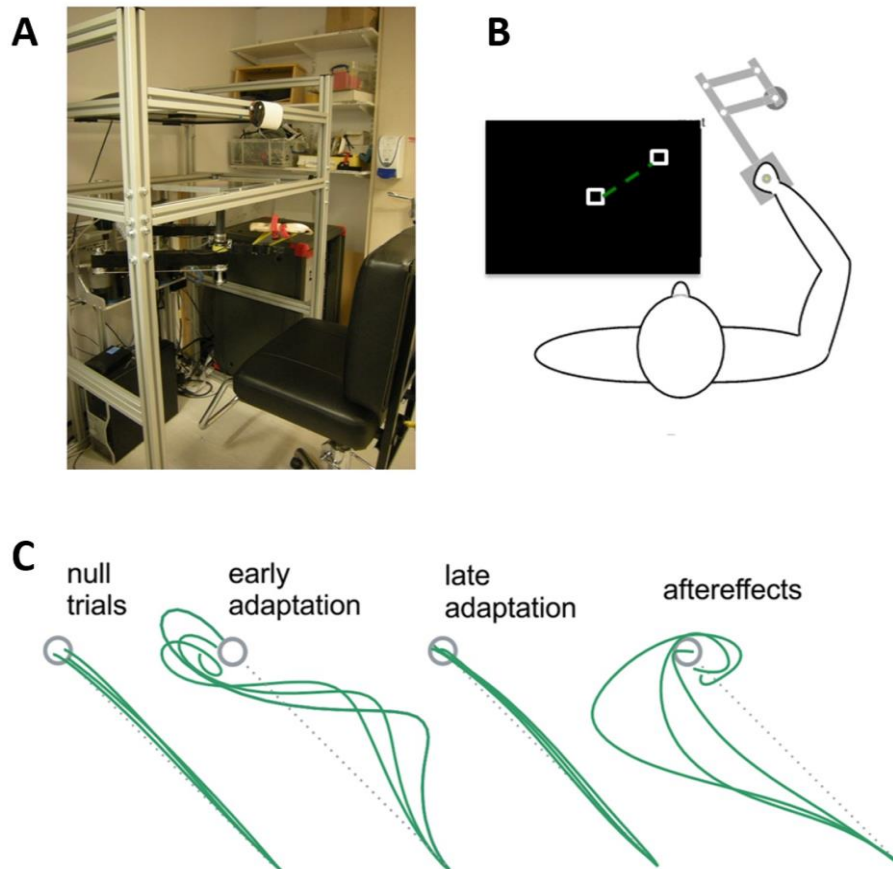 A
B
C
null
trials
early
adaptation
late
adaptation
aftereffects